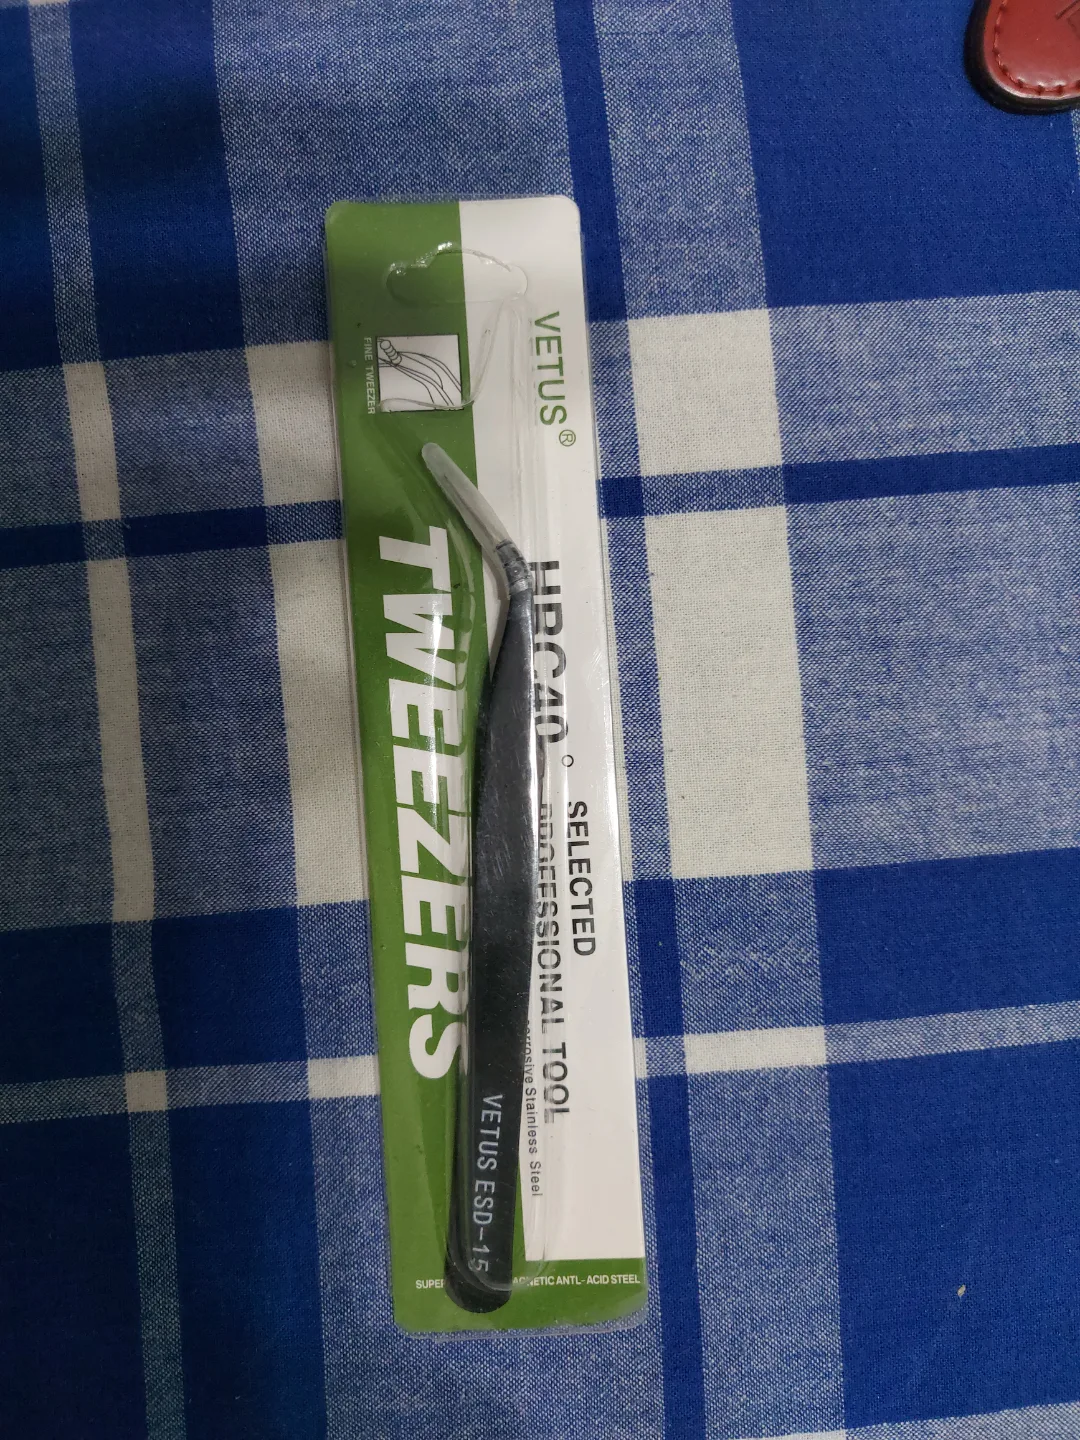 VETUS®
FINE TWEEZER
HRC40°
SELECTED
PROFESSIONAL TOOL
Stainless Steel
TWEEZERS
VETUS ESD-15
ANTL-ACID STEEL